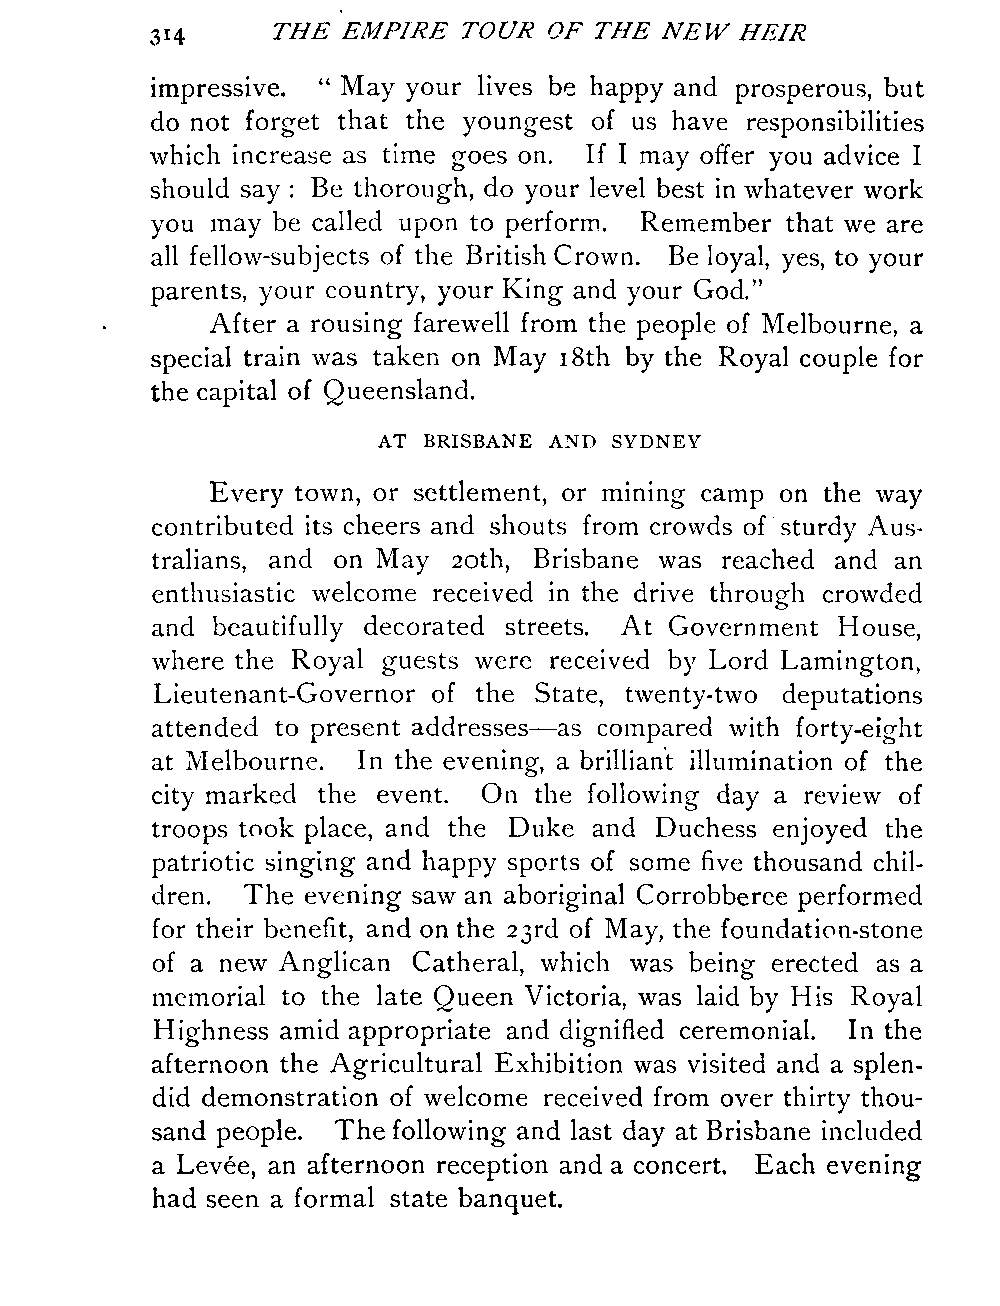 314 THE EMPIRE TOUR OF THE NEW HEIR
impressive. “ May your lives be happy and prosperous, but
do not forget that the youngest of us have responsibilities
which increase as time goes on. If I may offer you advice I
should say : Be thorough, do your level best in whatever work
you may be called upon to perform. Remember that we are
all fellow-subjects of the British Crown. Be loyal, yes, to your
parents, your country, your King and your God.”
After a rousing farewell from the people of Melbourne, a
special train was taken on May 18th by the Royal couple for
the capital of Queensland.
AT BRISBANE AND SYDNEY
Every town, or settlement, or mining camp on the way
contributed its cheers and shouts from crowds of sturdy Aus-
tralians, and on May 20th, Brisbane was reached and an
enthusiastic welcome received in the drive through crowded
and beautifully decorated streets. At Government House,
where the Royal guests were received by Lord Lamington,
Lieutenant-Governor of the State, twenty-two deputations
attended to present addresses—as compared with forty-eight
at Melbourne. In the evening, a brilliant illumination of the
city marked the event. On the following day a review of
troops took place, and the Duke and Duchess enjoyed the
patriotic singing and happy sports of some five thousand chil-
dren. The evening saw an aboriginal Corrobberee performed
for their benefit, and on the 23rd of May, the foundation-stone
of a new Anglican Catheral, which was being erected as a
memorial to the late Queen Victoria, was laid by His Royal
Highness amid appropriate and dignified ceremonial. In the
afternoon the Agricultural Exhibition was visited and a splen-
did demonstration of welcome received from over thirty thou-
sand people. The following and last day at Brisbane included
a Levée, an afternoon reception and a concert. Each evening
had seen a formal state banquet.